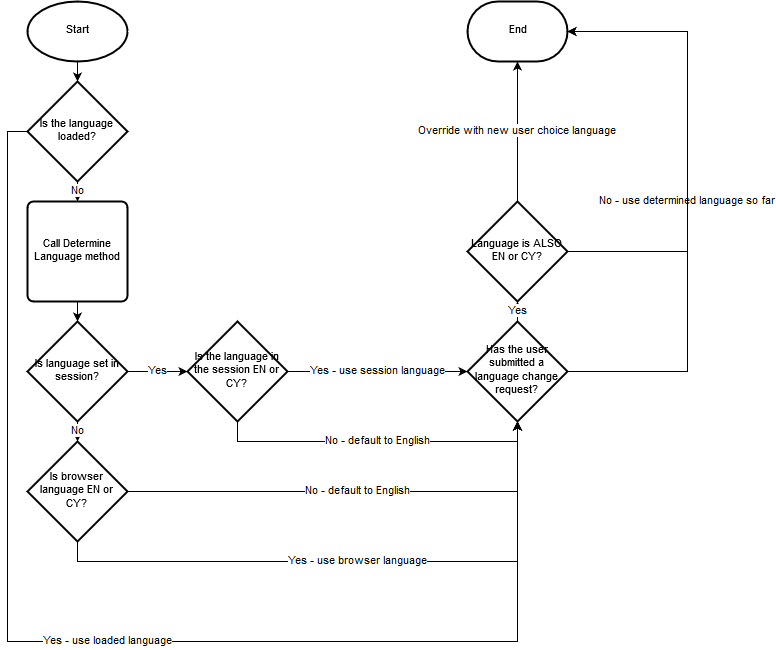 Start
End
Is the language
loaded?
Override with new user choice language
No
No - use determined language so far
Call Determine
Language method
Language is ALSO
EN or CY?
Yes
Is language set in
session?
Yes
Is the language in
the session EN or
CY?
Yes - use session language
Has the user
submitted a
language change
request?
No
No - default to English
Is browser
language EN or
CY?
No - default to English
Yes - use browser language
Yes - use loaded language